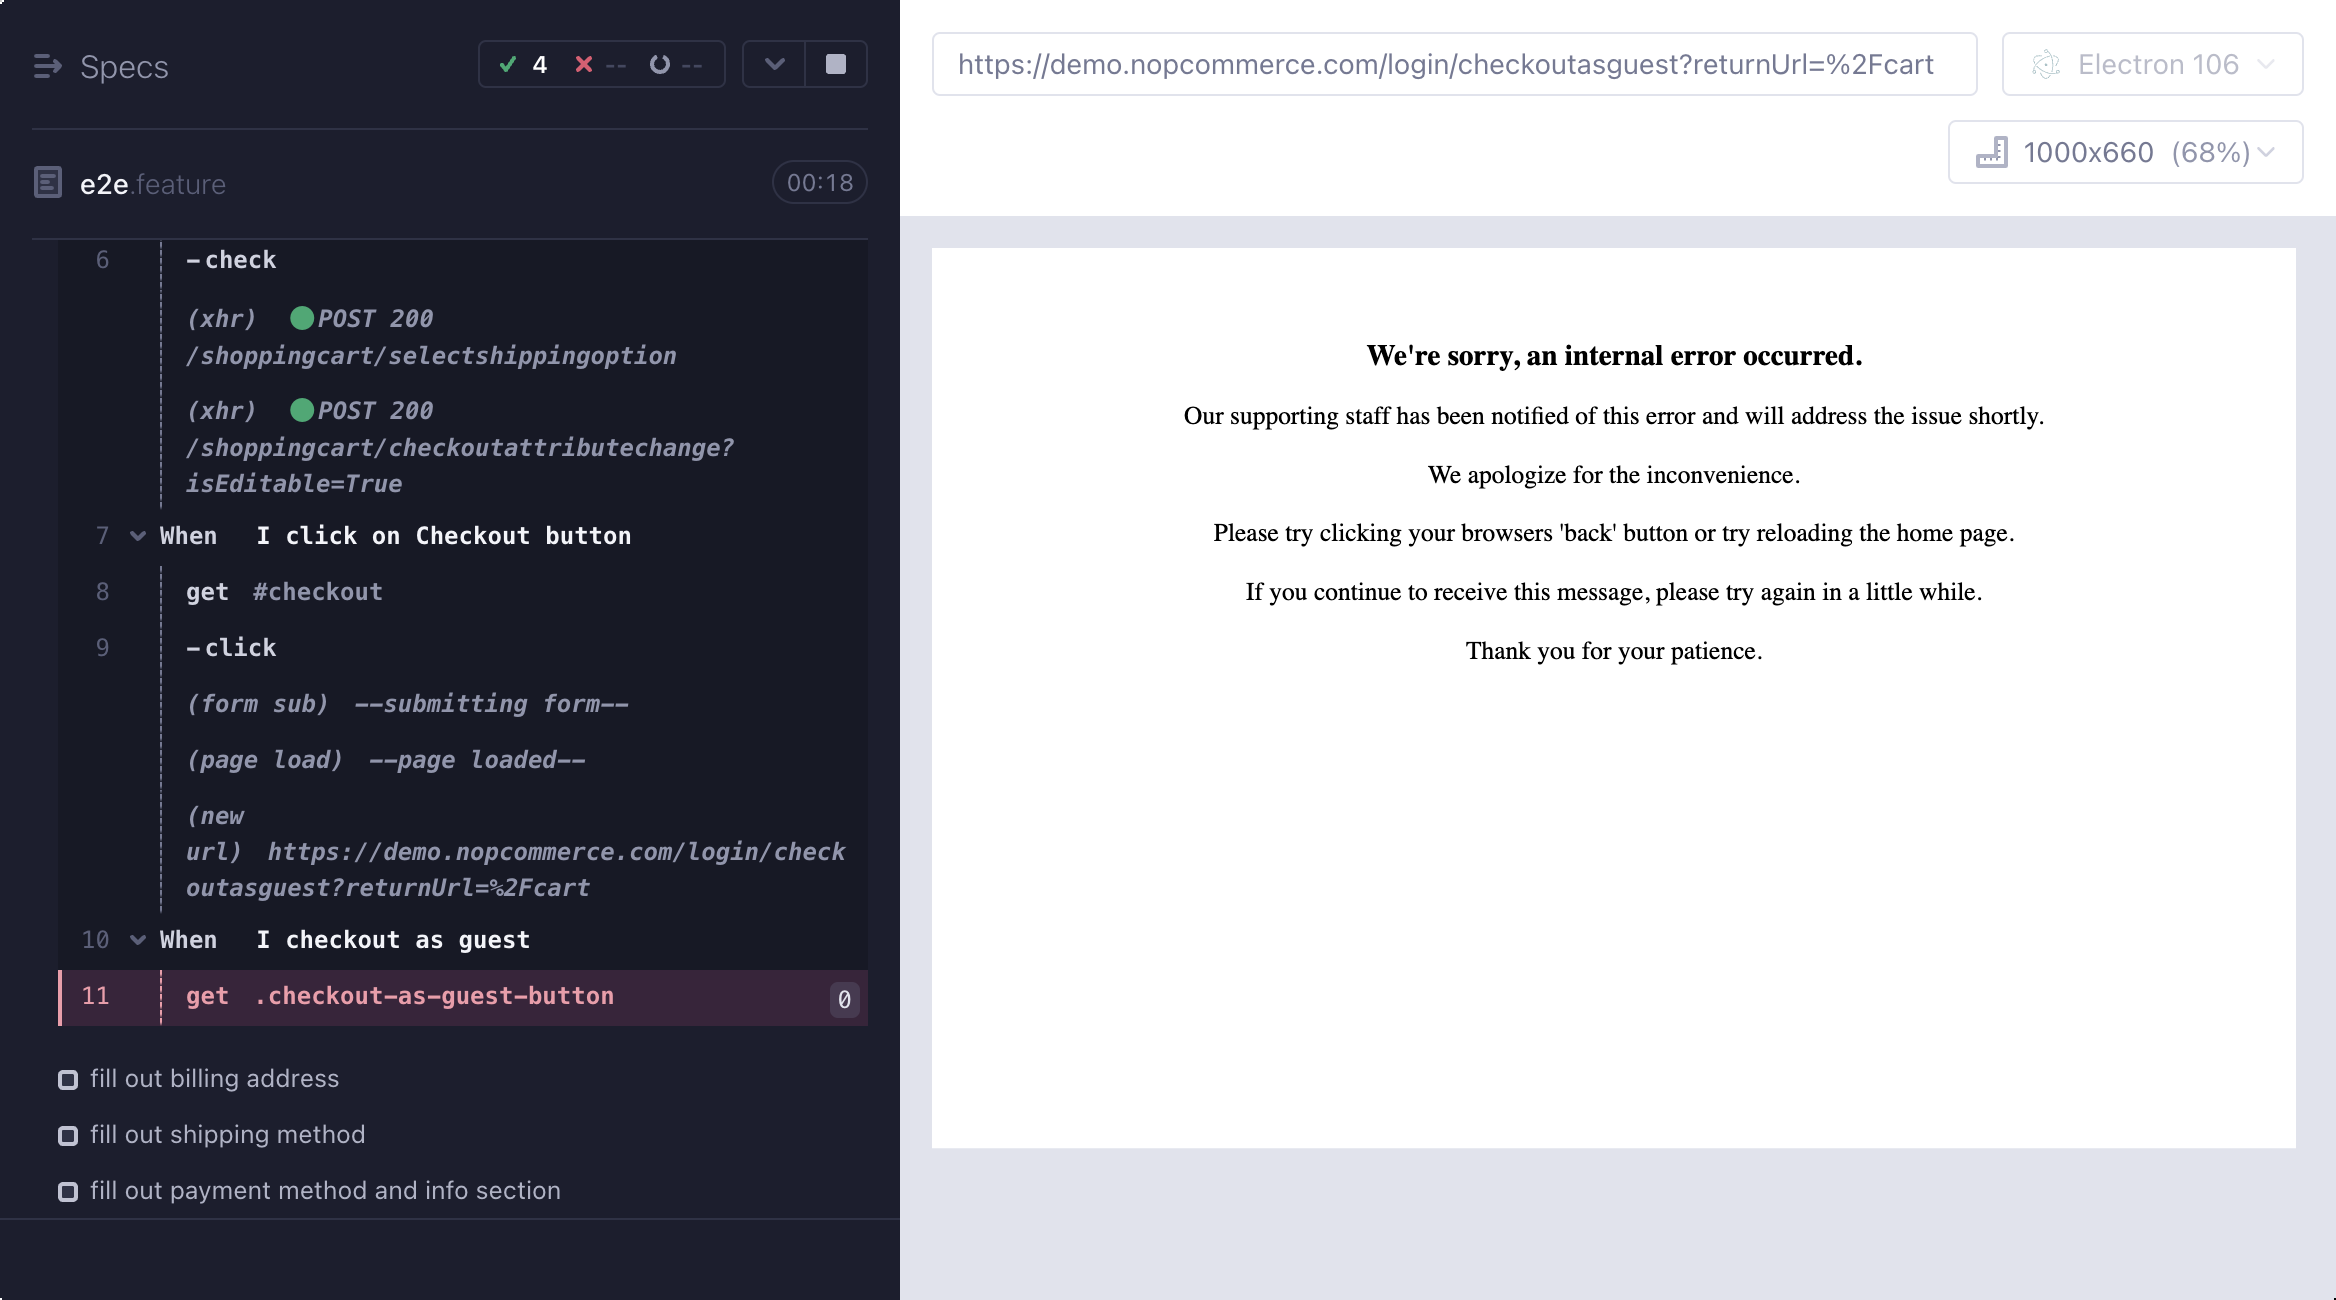 Specs
4 -- --
e2e.feature
00:18
6 -check
(xhr) POST 200
/shoppingcart/selectshippingoption
(xhr) POST 200
/shoppingcart/checkoutattributechange?
isEditable=True
7 When I click on Checkout button
8 get #checkout
9 -click
(form sub) --submitting form--
(page load) --page loaded--
(new
url) https://demo.nopcommerce.com/login/check
outasguest?returnUrl=%2Fcart
10 When I checkout as guest
11 get .checkout-as-guest-button 0
fill out billing address
fill out shipping method
fill out payment method and info section
https://demo.nopcommerce.com/login/checkoutasguest?returnUrl=%2Fcart
Electron 106
1000x660 (68%)
We're sorry, an internal error occurred.
Our supporting staff has been notified of this error and will address the issue shortly.
We apologize for the inconvenience.
Please try clicking your browsers 'back' button or try reloading the home page.
If you continue to receive this message, please try again in a little while.
Thank you for your patience.